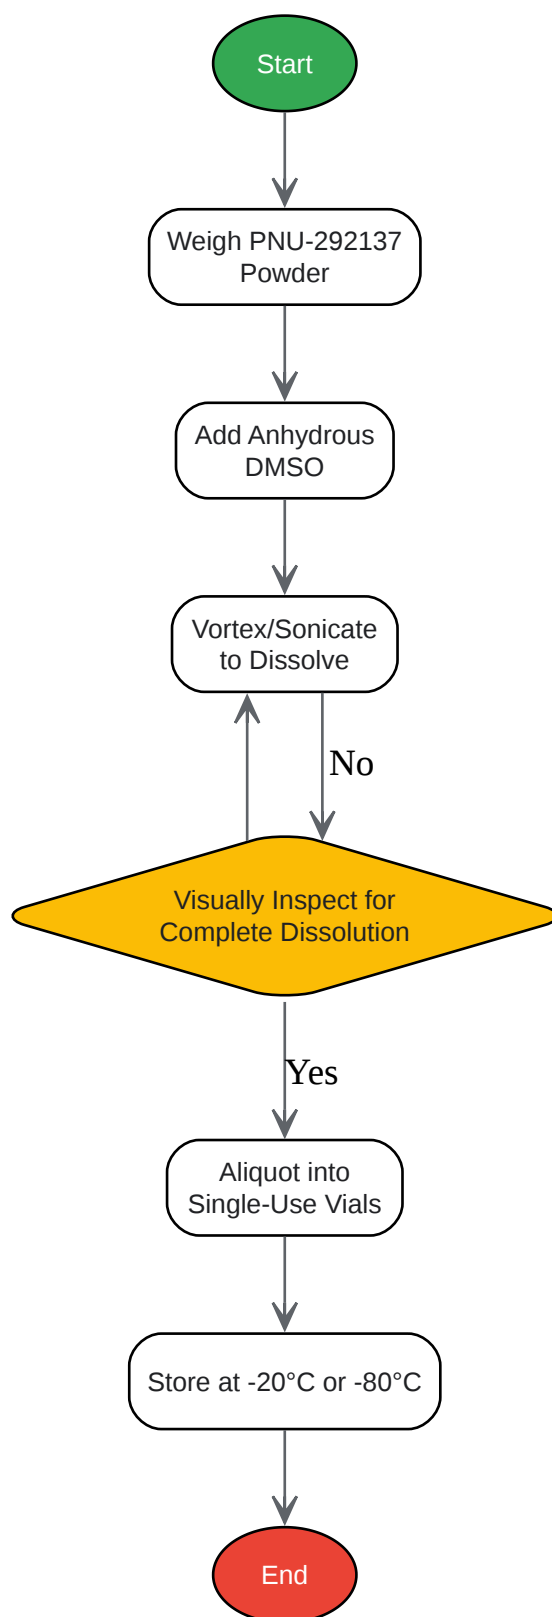 Start
Weigh PNU-292137
Powder
Add Anhydrous
DMSO
Vortex/Sonicate
to Dissolve
No
Visually Inspect for
Complete Dissolution
Yes
Aliquot into
Single-Use Vials
Store at -20°C or -80°C
End